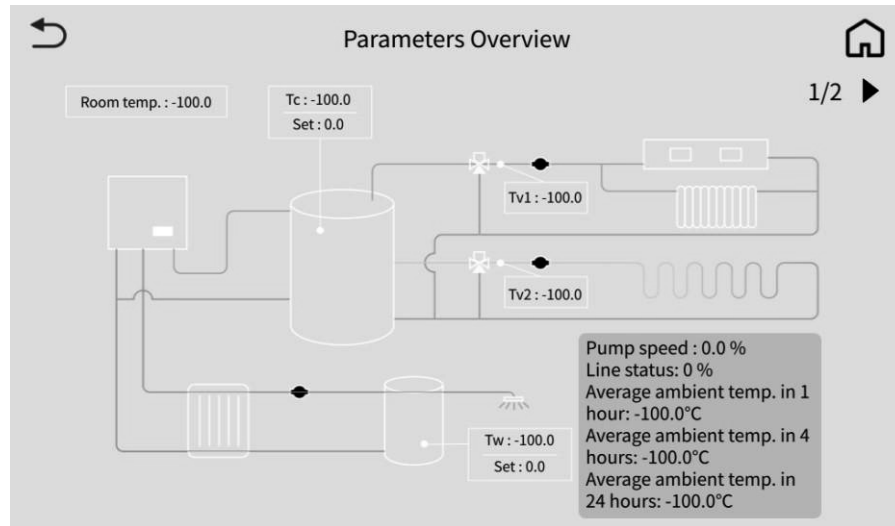 Parameters Overview
1/2
Room temp. : -100.0
Tc : -100.0
Set : 0.0
Tv1 : -100.0
Tv2 : -100.0
Tw : -100.0
Set : 0.0
Pump speed : 0.0 %
Line status: 0 %
Average ambient temp. in 1
hour: -100.0°C
Average ambient temp. in 4
hours: -100.0°C
Average ambient temp. in
24 hours: -100.0°C